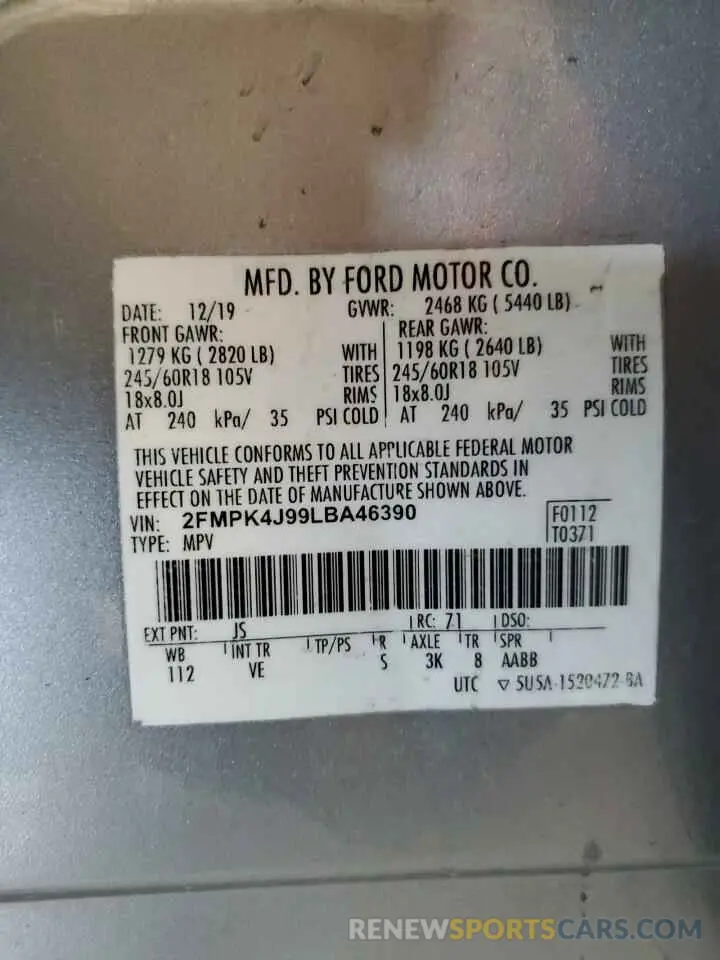 MFD. BY FORD MOTOR CO.
DATE: 12/19 GVWR: 2468 KG ( 5440 LB)
FRONT GAWR: REAR GAWR:
1279 KG ( 2820 LB) WITH 1198 KG ( 2640 LB) WITH
245/60R18 105V TIRES 245/60R18 105V TIRES
18x8.0J RIMS 18x8.0J RIMS
AT 240 kPa/ 35 PSI COLD AT 240 kPa/ 35 PSI COLD
THIS VEHICLE CONFORMS TO ALL APPLICABLE FEDERAL MOTOR
VEHICLE SAFETY AND THEFT PREVENTION STANDARDS IN
EFFECT ON THE DATE OF MANUFACTURE SHOWN ABOVE.
VIN: 2FMPK4J99LBA46390 F0112
TYPE: MPV T0371
EXT PNT: JS RC: 71 DSO:
WB INT TR TP/PS R AXLE TR SPR
112 VE S 3K 8 AABB
UTC ▽ 5U5A-1520472-BA
RENEWSPORTSCARS.COM